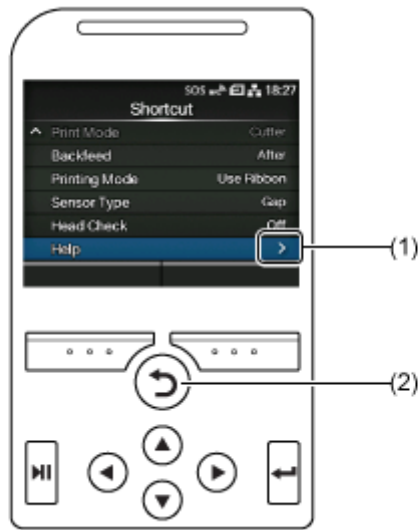 SOS 18:27
Shortcut
Print Mode Cutter
Backfeed After
Printing Mode Use Ribbon
Sensor Type Gap
Head Check Off
Help >
(1)
(2)